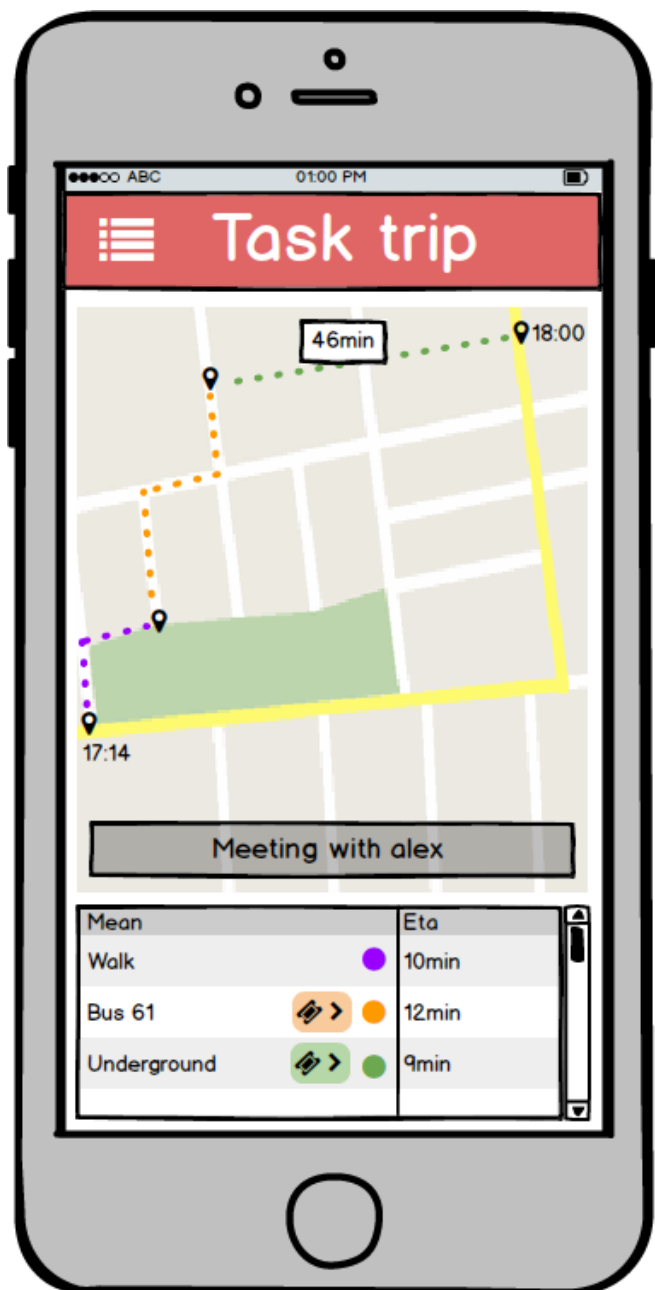 ABC 01:00 PM
Task trip
46min
18:00
17:14
Meeting with alex
Mean Eta
Walk 10min
Bus 61 12min
Underground 9min